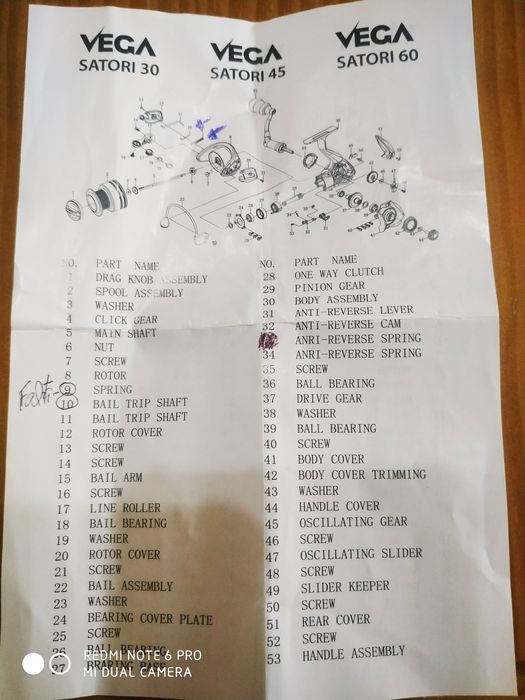 VEGA
SATORI 30
VEGA
SATORI 45
VEGA
SATORI 60
NO. PART NAME
1 DRAG KNOB ASSEMBLY
2 SPOOL ASSEMBLY
3 WASHER
4 CLICK GEAR
5 MAIN SHAFT
6 NUT
7 SCREW
8 ROTOR
9 SPRING
10 BAIL TRIP SHAFT
11 BAIL TRIP SHAFT
12 ROTOR COVER
13 SCREW
14 SCREW
15 BAIL ARM
16 SCREW
17 LINE ROLLER
18 BAIL BEARING
19 WASHER
20 ROTOR COVER
21 SCREW
22 BAIL ASSEMBLY
23 WASHER
24 BEARING COVER PLATE
25 SCREW
26 BALL BEARING
27 BRARING BASE
NO. PART NAME
28 ONE WAY CLUTCH
29 PINION GEAR
30 BODY ASSEMBLY
31 ANTI-REVERSE LEVER
32 ANTI-REVERSE CAM
ANRI-REVERSE SPRING
34 ANRI-REVERSE SPRING
35 SCREW
36 BALL BEARING
37 DRIVE GEAR
38 WASHER
39 BALL BEARING
40 SCREW
41 BODY COVER
42 BODY COVER TRIMMING
43 WASHER
44 HANDLE COVER
45 OSCILLATING GEAR
46 SCREW
47 OSCILLATING SLIDER
48 SCREW
49 SLIDER KEEPER
50 SCREW
51 REAR COVER
52 SCREW
53 HANDLE ASSEMBLY
REDMI NOTE 6 PRO
MI DUAL CAMERA